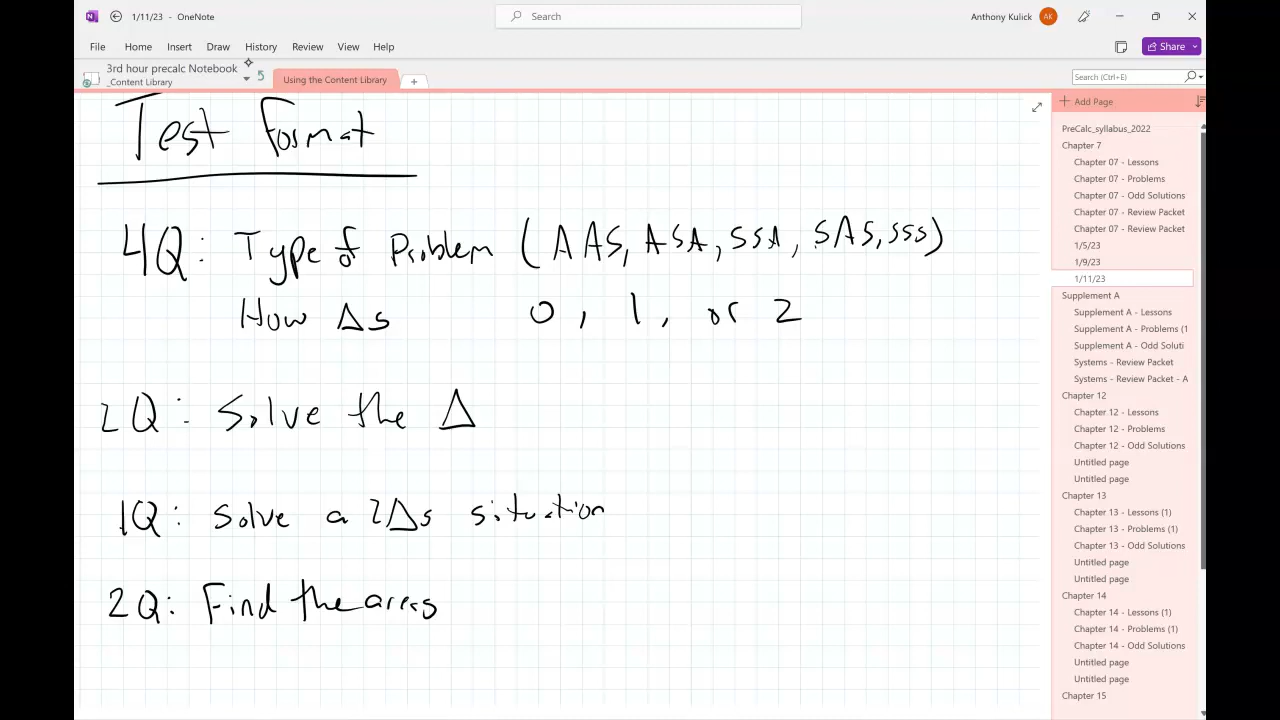 1/11/23 - OneNote
Search
Anthony Kulick
AK
File Home Insert Draw History Review View Help
Share
3rd hour precalc Notebook
_Content Library
Using the Content Library
+
Search (Ctrl+E)
Test Format
4Q: Type of Problem (AAS, ASA, SSA, SAS, SSS)
How Δs 0, 1, or 2
2Q: Solve the Δ
1Q: Solve a 2Δs situation
2Q: Find the areas
+ Add Page
PreCalc_syllabus_2022
Chapter 7
Chapter 07 - Lessons
Chapter 07 - Problems
Chapter 07 - Odd Solutions
Chapter 07 - Review Packet
Chapter 07 - Review Packet
1/5/23
1/9/23
1/11/23
Supplement A
Supplement A - Lessons
Supplement A - Problems (1
Supplement A - Odd Soluti
Systems - Review Packet
Systems - Review Packet - A
Chapter 12
Chapter 12 - Lessons
Chapter 12 - Problems
Chapter 12 - Odd Solutions
Untitled page
Untitled page
Chapter 13
Chapter 13 - Lessons (1)
Chapter 13 - Problems (1)
Chapter 13 - Odd Solutions
Untitled page
Untitled page
Chapter 14
Chapter 14 - Lessons (1)
Chapter 14 - Problems (1)
Chapter 14 - Odd Solutions
Untitled page
Untitled page
Chapter 15